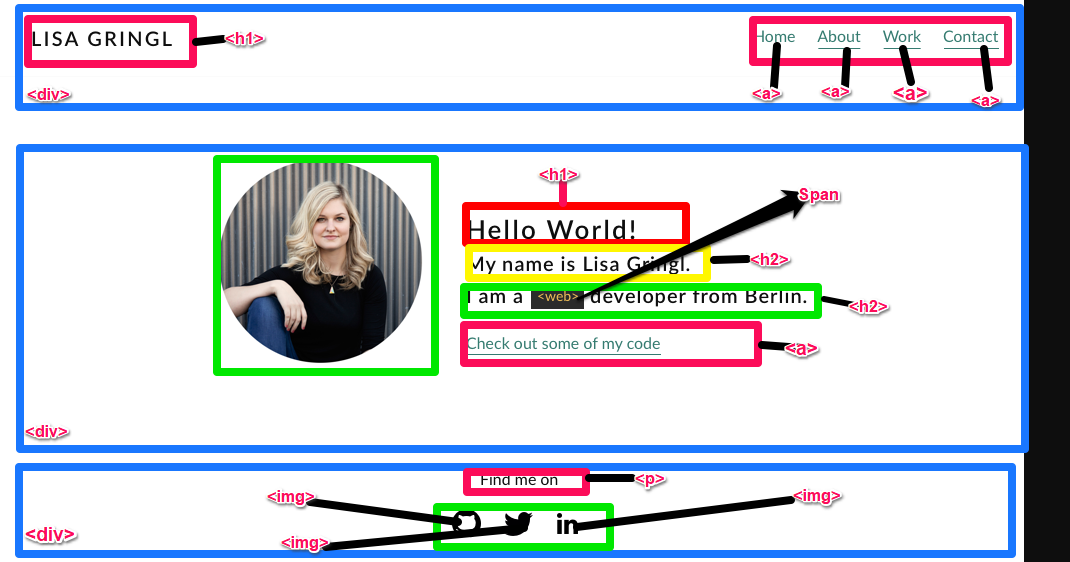 LISA GRINGL <h1> Home About Work Contact
<div> <a> <a> <a> <a>
<h1> Span
Hello World!
My name is Lisa Gringl. <h2>
I am a <web> developer from Berlin. <h2>
Check out some of my code <a>
<div>
Find me on <p>
<img> <img>
in
<div> <img>